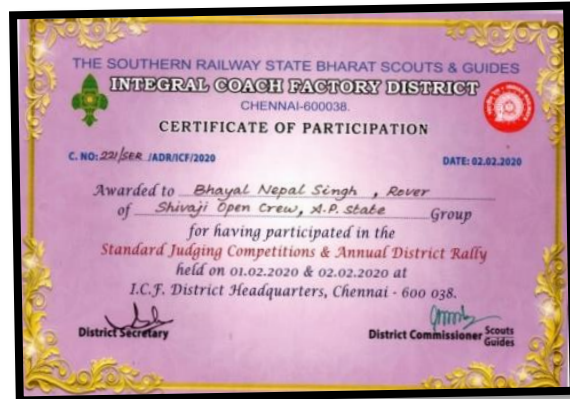 THE SOUTHERN RAILWAY STATE BHARAT SCOUTS & GUIDES
INTEGRAL COACH FACTORY DISTRICT
CHENNAI-600038.
CERTIFICATE OF PARTICIPATION
C. NO: 221/SER /ADR/ICF/2020 DATE: 02.02.2020
Awarded to Bhayal Nepal Singh , Rover
of Shivaji Open Crew, A.P. State Group
for having participated in the
Standard Judging Competitions & Annual District Rally
held on 01.02.2020 & 02.02.2020 at
I.C.F. District Headquarters, Chennai - 600 038.
District Secretary District Commissioner Scouts
Guides